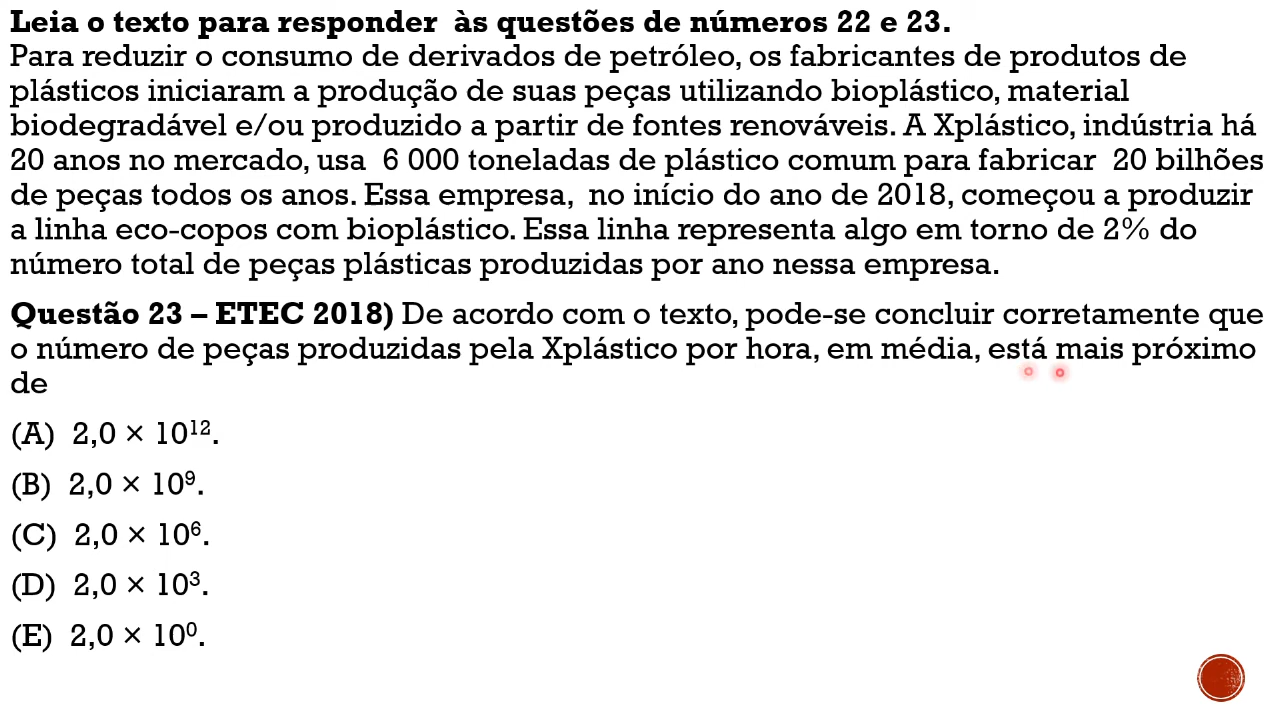 Leia o texto para responder às questões de números 22 e 23.
Para reduzir o consumo de derivados de petróleo, os fabricantes de produtos de
plásticos iniciaram a produção de suas peças utilizando bioplástico, material
biodegradável e/ou produzido a partir de fontes renováveis. A Xplástico, indústria há
20 anos no mercado, usa 6 000 toneladas de plástico comum para fabricar 20 bilhões
de peças todos os anos. Essa empresa, no início do ano de 2018, começou a produzir
a linha eco-copos com bioplástico. Essa linha representa algo em torno de 2% do
número total de peças plásticas produzidas por ano nessa empresa.
Questão 23 – ETEC 2018) De acordo com o texto, pode-se concluir corretamente que
o número de peças produzidas pela Xplástico por hora, em média, está mais próximo
de
(A) 2,0 × 10¹².
(B) 2,0 × 10⁹.
(C) 2,0 × 10⁶.
(D) 2,0 × 10³.
(E) 2,0 × 10⁰.